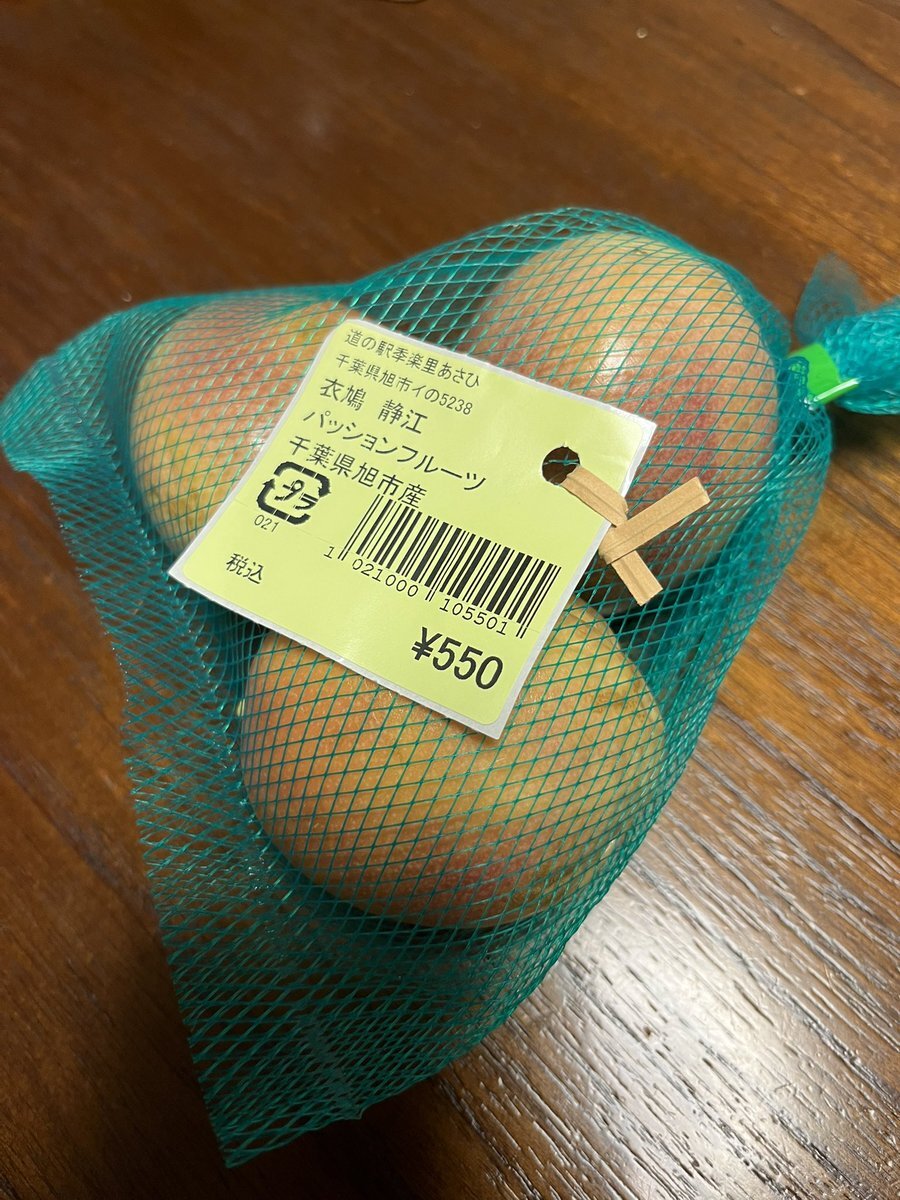 道の駅季楽里あさひ
千葉県旭市イの5238
衣鳩 静江
パッションフルーツ
千葉県旭市産
プラ
021
1 021000 105501
税込
¥550